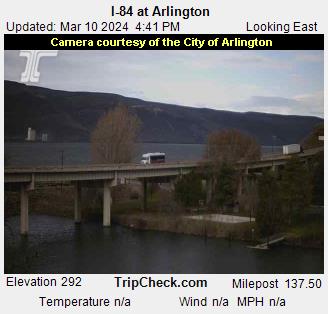 I-84 at Arlington
Updated: Mar 10 2024 4:41 PM Looking East
Camera courtesy of the City of Arlington
Elevation 292 TripCheck.com Milepost 137.50
Temperature n/a Wind n/a MPH n/a